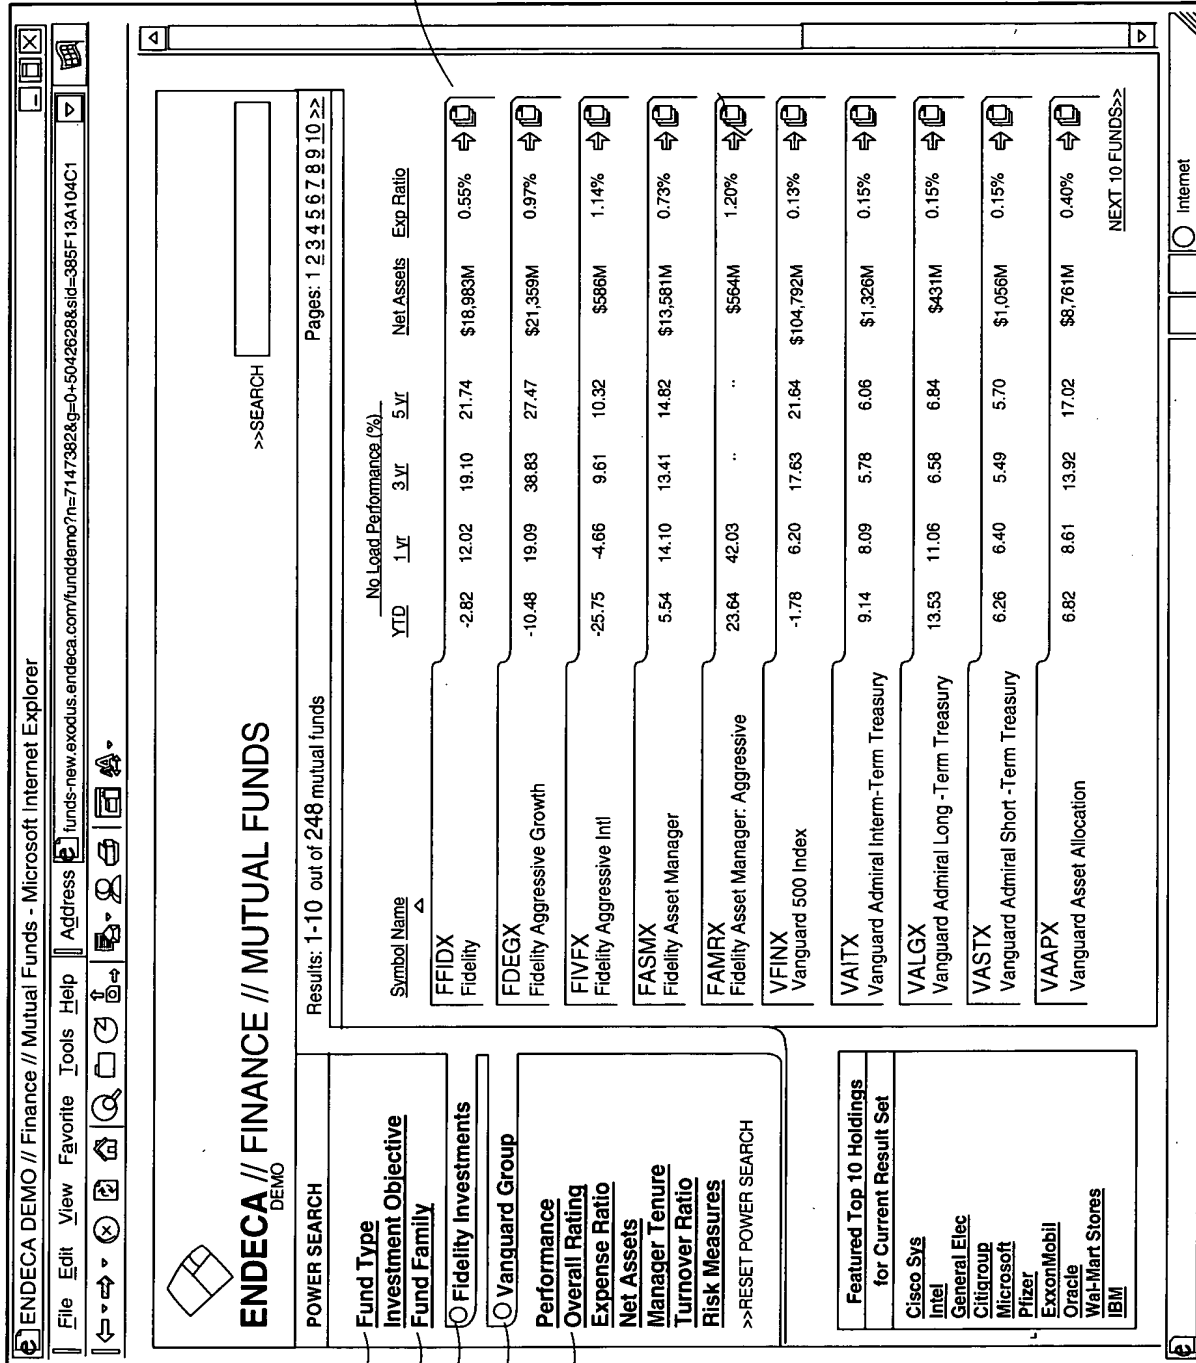 ENDECA DEMO // Finance // Mutual Funds - Microsoft Internet Explorer
File Edit View Favorite Tools Help
Address funds-new.exodus.endeca.com/funddemo?n=7147382&g=0+5042628&sid=385F13A104C1
ENDECA // FINANCE // MUTUAL FUNDS
DEMO
>>SEARCH
POWER SEARCH
Fund Type
Investment Objective
Fund Family
Fidelity Investments
Vanguard Group
Performance
Overall Rating
Expense Ratio
Net Assets
Manager Tenure
Turnover Ratio
Risk Measures
>>RESET POWER SEARCH
Featured Top 10 Holdings
for Current Result Set
Cisco Sys
Intel
General Elec
Citigroup
Microsoft
Pfizer
ExxonMobil
Oracle
Wal-Mart Stores
IBM
Results: 1-10 out of 248 mutual funds
Pages: 1 2 3 4 5 6 7 8 9 10 >>
No Load Performance (%)
Symbol Name YTD 1 yr 3 yr 5 yr Net Assets Exp Ratio
FFIDX
Fidelity -2.82 12.02 19.10 21.74 $18,983M 0.55%
FDEGX
Fidelity Aggressive Growth -10.48 19.09 38.83 27.47 $21,359M 0.97%
FIVFX
Fidelity Aggressive Intl -25.75 -4.66 9.61 10.32 $586M 1.14%
FASMX
Fidelity Asset Manager 5.54 14.10 13.41 14.82 $13,581M 0.73%
FAMRX
Fidelity Asset Manager: Aggressive 23.64 42.03 .. .. $564M 1.20%
VFINX
Vanguard 500 Index -1.78 6.20 17.63 21.64 $104,792M 0.13%
VAITX
Vanguard Admiral Interm-Term Treasury 9.14 8.09 5.78 6.06 $1,326M 0.15%
VALGX
Vanguard Admiral Long -Term Treasury 13.53 11.06 6.58 6.84 $431M 0.15%
VASTX
Vanguard Admiral Short -Term Treasury 6.26 6.40 5.49 5.70 $1,056M 0.15%
VAAPX
Vanguard Asset Allocation 6.82 8.61 13.92 17.02 $8,761M 0.40%
NEXT 10 FUNDS>>
Internet